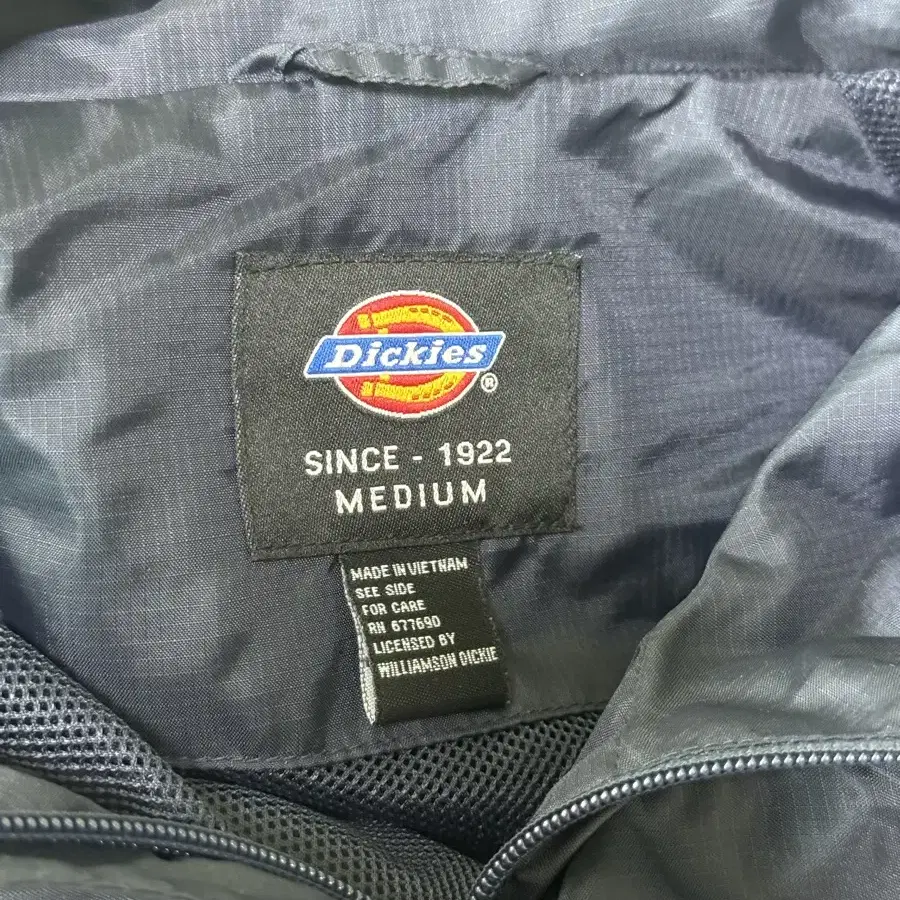 Dickies®
SINCE - 1922
MEDIUM
MADE IN VIETNAM
SEE SIDE
FOR CARE
RN 677690
LICENSED BY
WILLIAMSON DICKIE